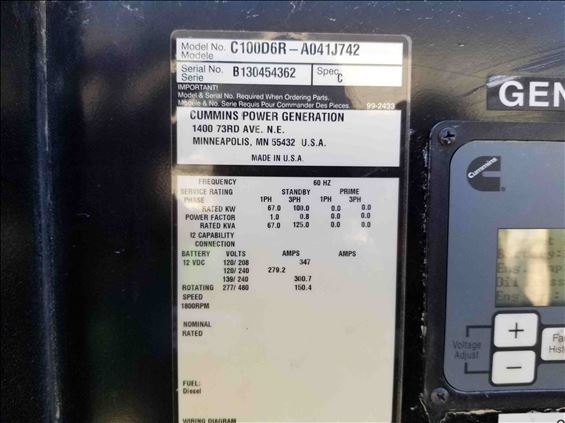 Model No. C100D6R-A041J742
Modele
Serial No. B130454362 Spec C
Serie
IMPORTANT
Model & Serial No. Required When Ordering Parts.
Modele & No. Serie Requis Pour Commander Des Pieces. 99-2433
CUMMINS POWER GENERATION
1400 73RD AVE. N.E.
MINNEAPOLIS, MN 55432 U.S.A.
MADE IN U.S.A.
FREQUENCY 60 HZ
SERVICE RATING STANDBY PRIME
PHASE 1PH 3PH 1PH 3PH
RATED KW 67.0 100.0 0.0 0.0
POWER FACTOR 1.0 0.8 0.0 0.0
RATED KVA 67.0 125.0 0.0 0.0
I2 CAPABILITY
CONNECTION
BATTERY VOLTS AMPS AMPS
12 VDC 120/ 208 347
120/ 240 279.2
139/ 240 300.7
ROTATING 277/ 480 150.4
SPEED
1800RPM
NOMINAL
RATED
FUEL:
Diesel
WIRING DIAGRAM
GEN
Cummins
Battery:
Oil
Voltage
Adjust
+
−
Fau
Histo